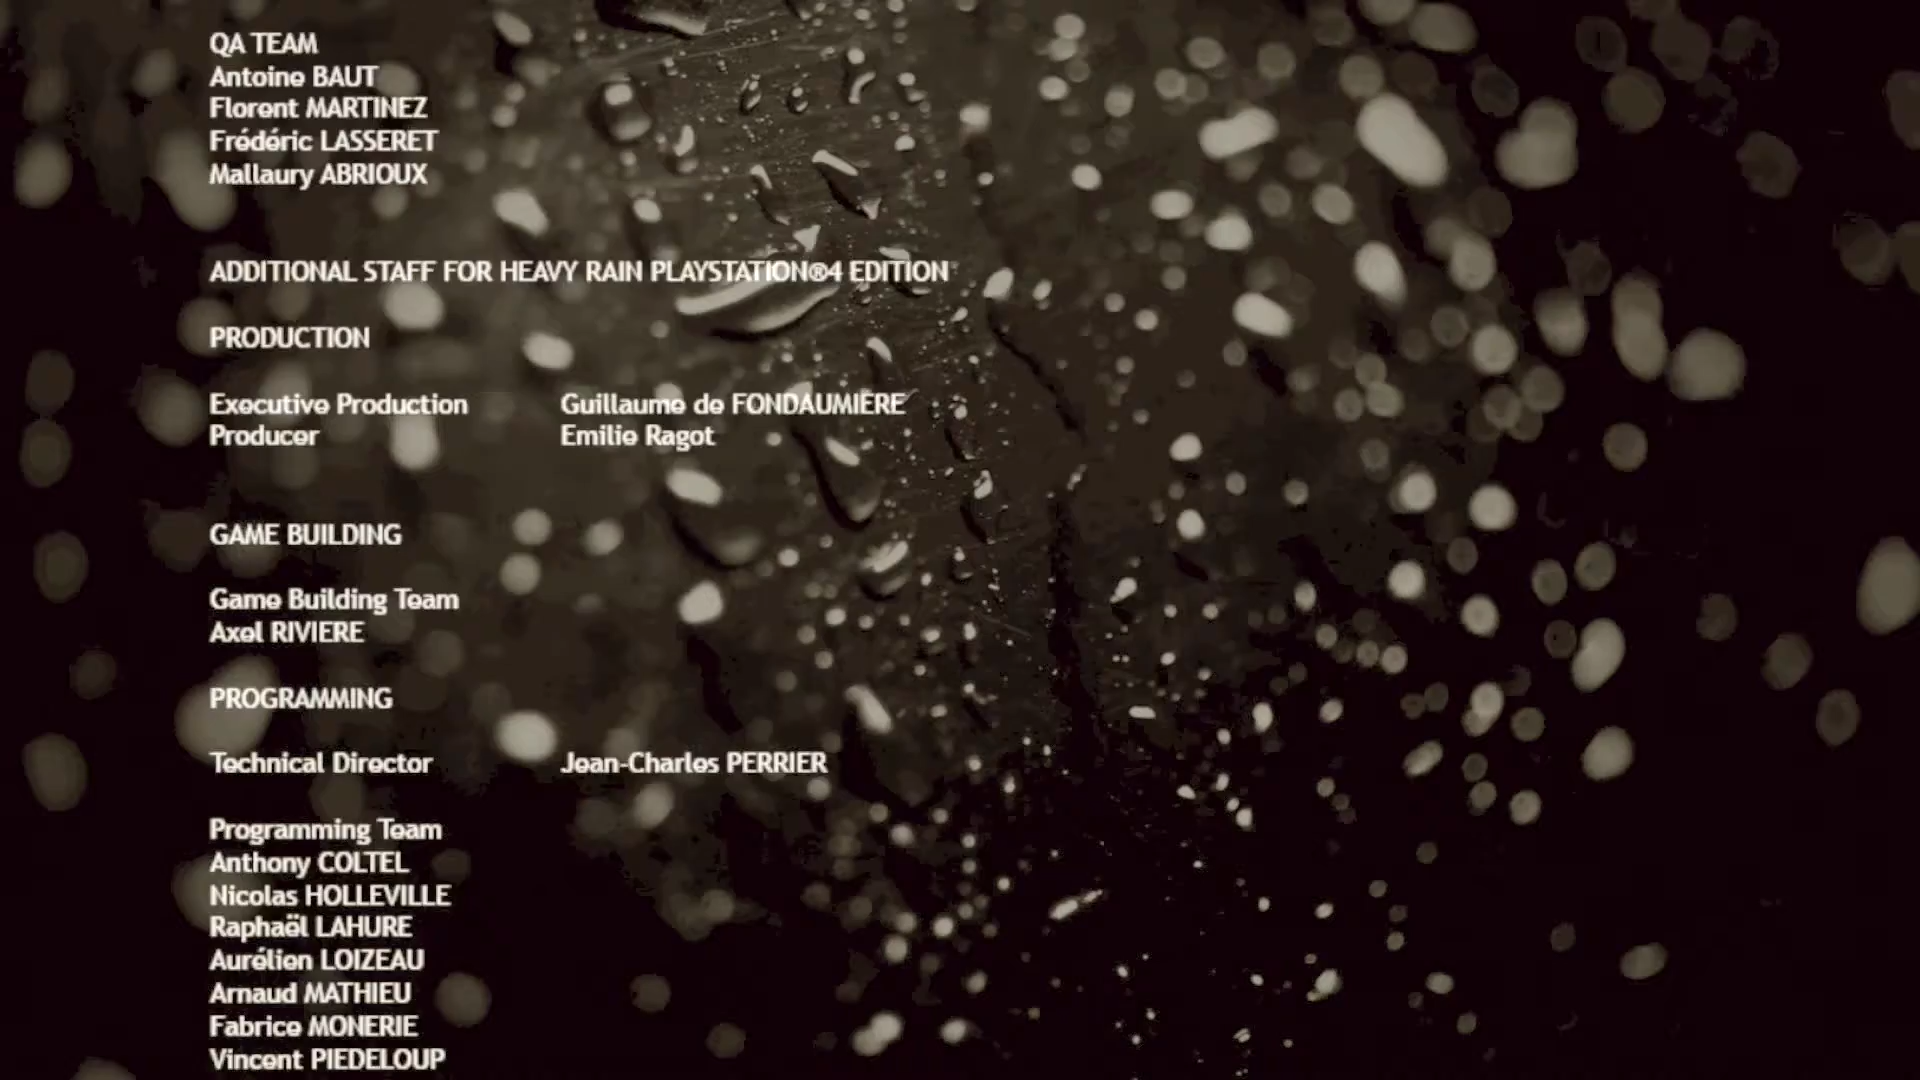 QA TEAM
Antoine BAUT
Florent MARTINEZ
Frédéric LASSERET
Mallaury ABRIOUX
ADDITIONAL STAFF FOR HEAVY RAIN PLAYSTATION®4 EDITION
PRODUCTION
Executive Production Guillaume de FONDAUMIERE
Producer Emilie Ragot
GAME BUILDING
Game Building Team
Axel RIVIERE
PROGRAMMING
Technical Director Jean-Charles PERRIER
Programming Team
Anthony COLTEL
Nicolas HOLLEVILLE
Raphaël LAHURE
Aurélien LOIZEAU
Arnaud MATHIEU
Fabrice MONERIE
Vincent PIEDELOUP